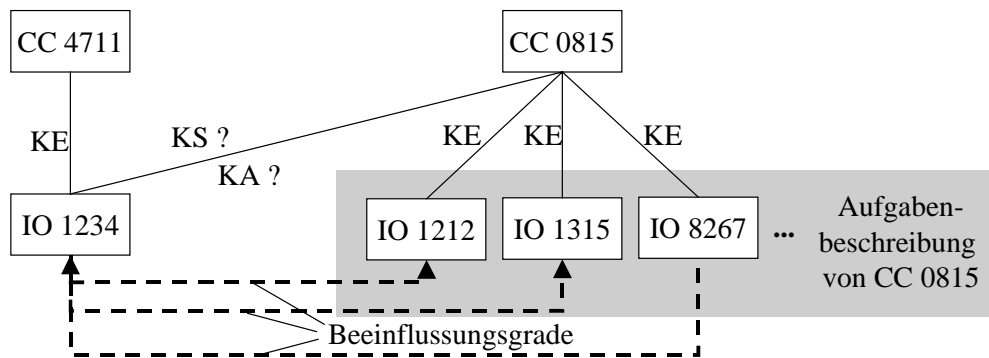 CC 4711
CC 0815
KE
KS ?
KA ?
KE
KE
KE
IO 1234
IO 1212
IO 1315
IO 8267
...
Aufgaben-
beschreibung
von CC 0815
Beeinflussungsgrade